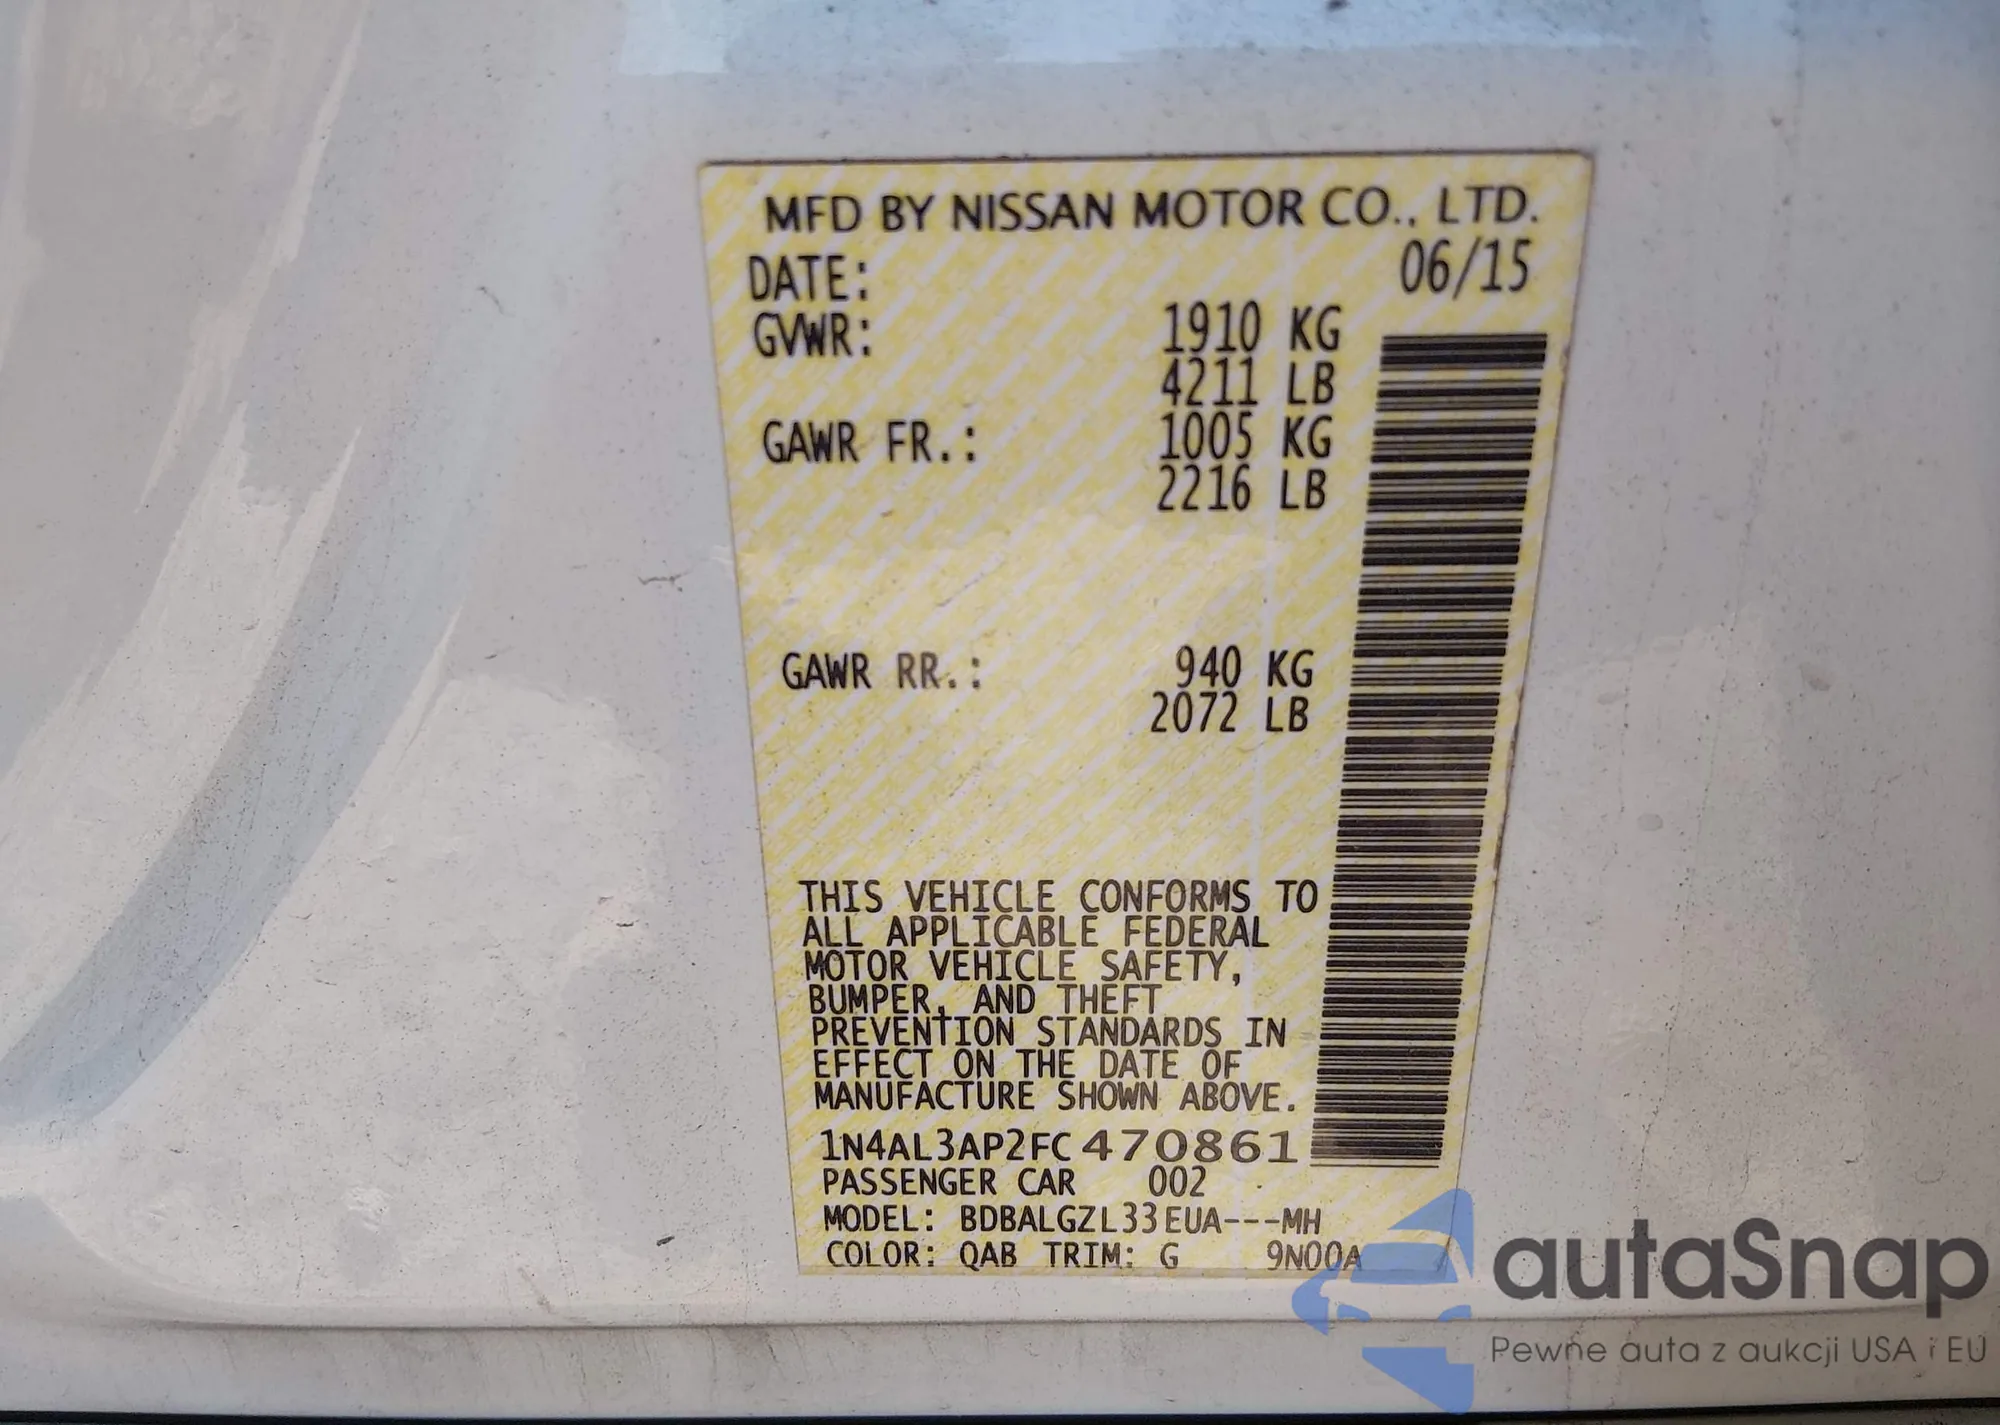 MFD BY NISSAN MOTOR CO., LTD.
DATE: 06/15
GVWR: 1910 KG
4211 LB
GAWR FR.: 1005 KG
2216 LB
GAWR RR.: 940 KG
2072 LB
THIS VEHICLE CONFORMS TO
ALL APPLICABLE FEDERAL
MOTOR VEHICLE SAFETY,
BUMPER, AND THEFT
PREVENTION STANDARDS IN
EFFECT ON THE DATE OF
MANUFACTURE SHOWN ABOVE.
1N4AL3AP2FC470861
PASSENGER CAR 002
MODEL: BDBALGZL33EUA---MH
COLOR: QAB TRIM: G 9N00A
autaSnap
Pewne auta z aukcji USA i EU